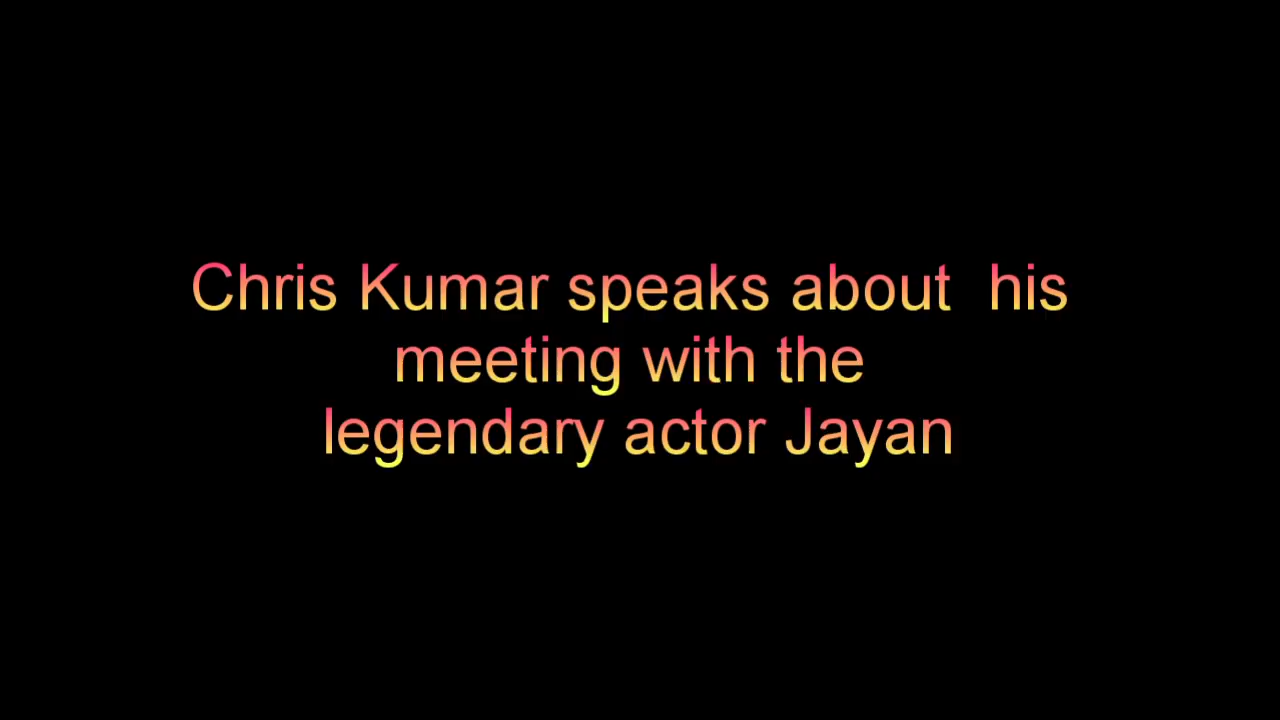 Chris Kumar speaks about  his
meeting with the
legendary actor Jayan